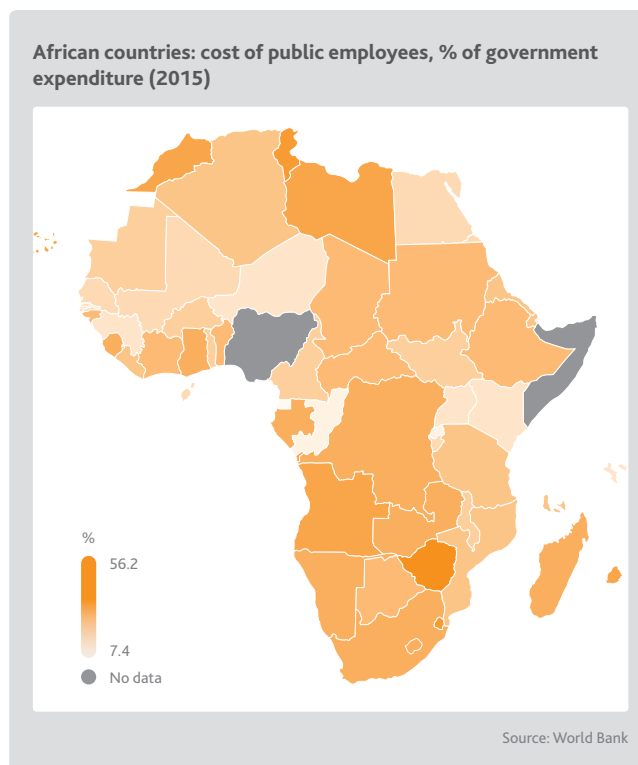 African countries: cost of public employees, % of government
expenditure (2015)
%
56.2
7.4
No data
Source: World Bank